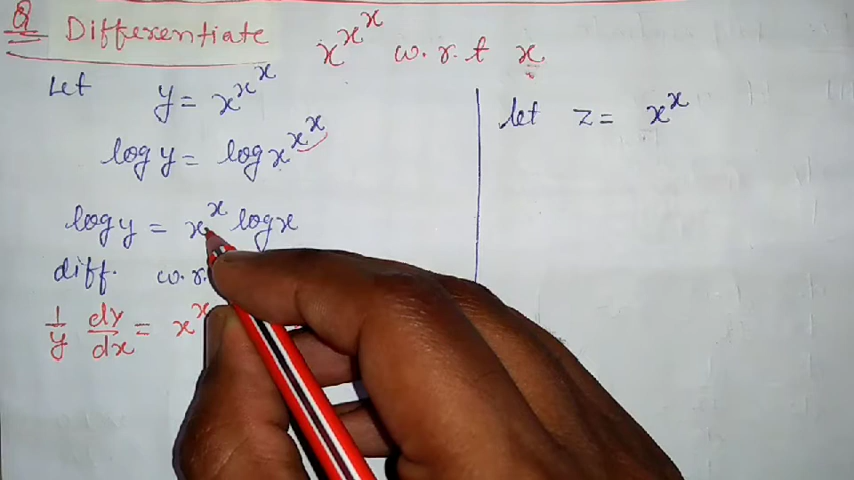 Q Differentiate x^x^x w.r.t x
Let y = x^x^x
log y = log x^x^x
log y = x^x log x
diff. w.r.
1/y dy/dx = x^x
let z = x^x